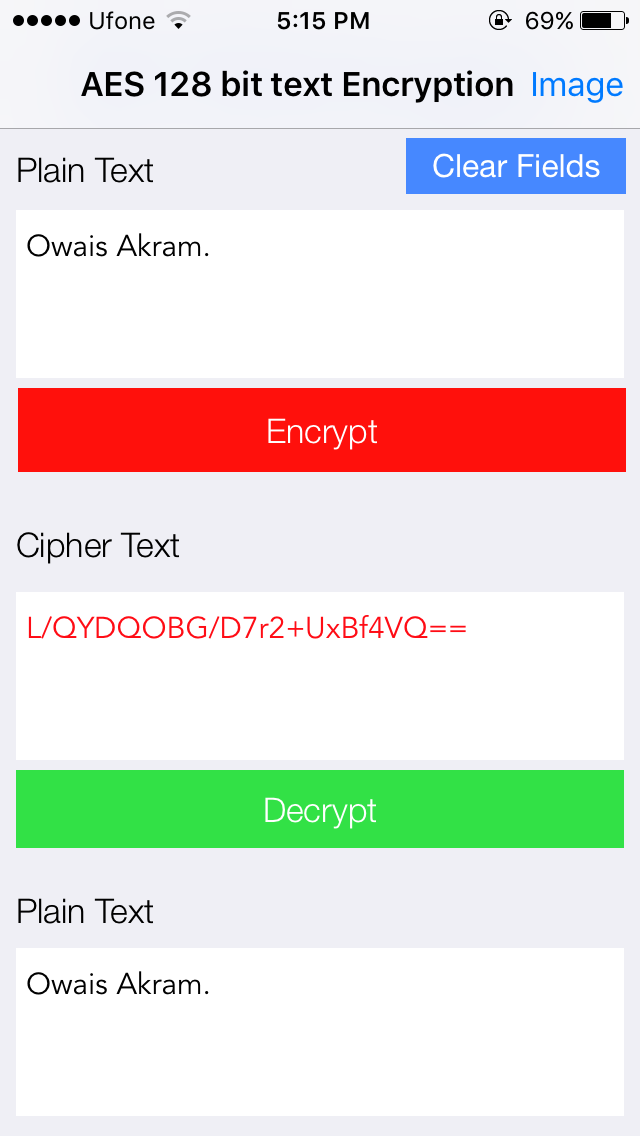 Ufone 5:15 PM 69%
AES 128 bit text Encryption Image
Plain Text Clear Fields
Owais Akram.
Encrypt
Cipher Text
L/QYDQOBG/D7r2+UxBf4VQ==
Decrypt
Plain Text
Owais Akram.